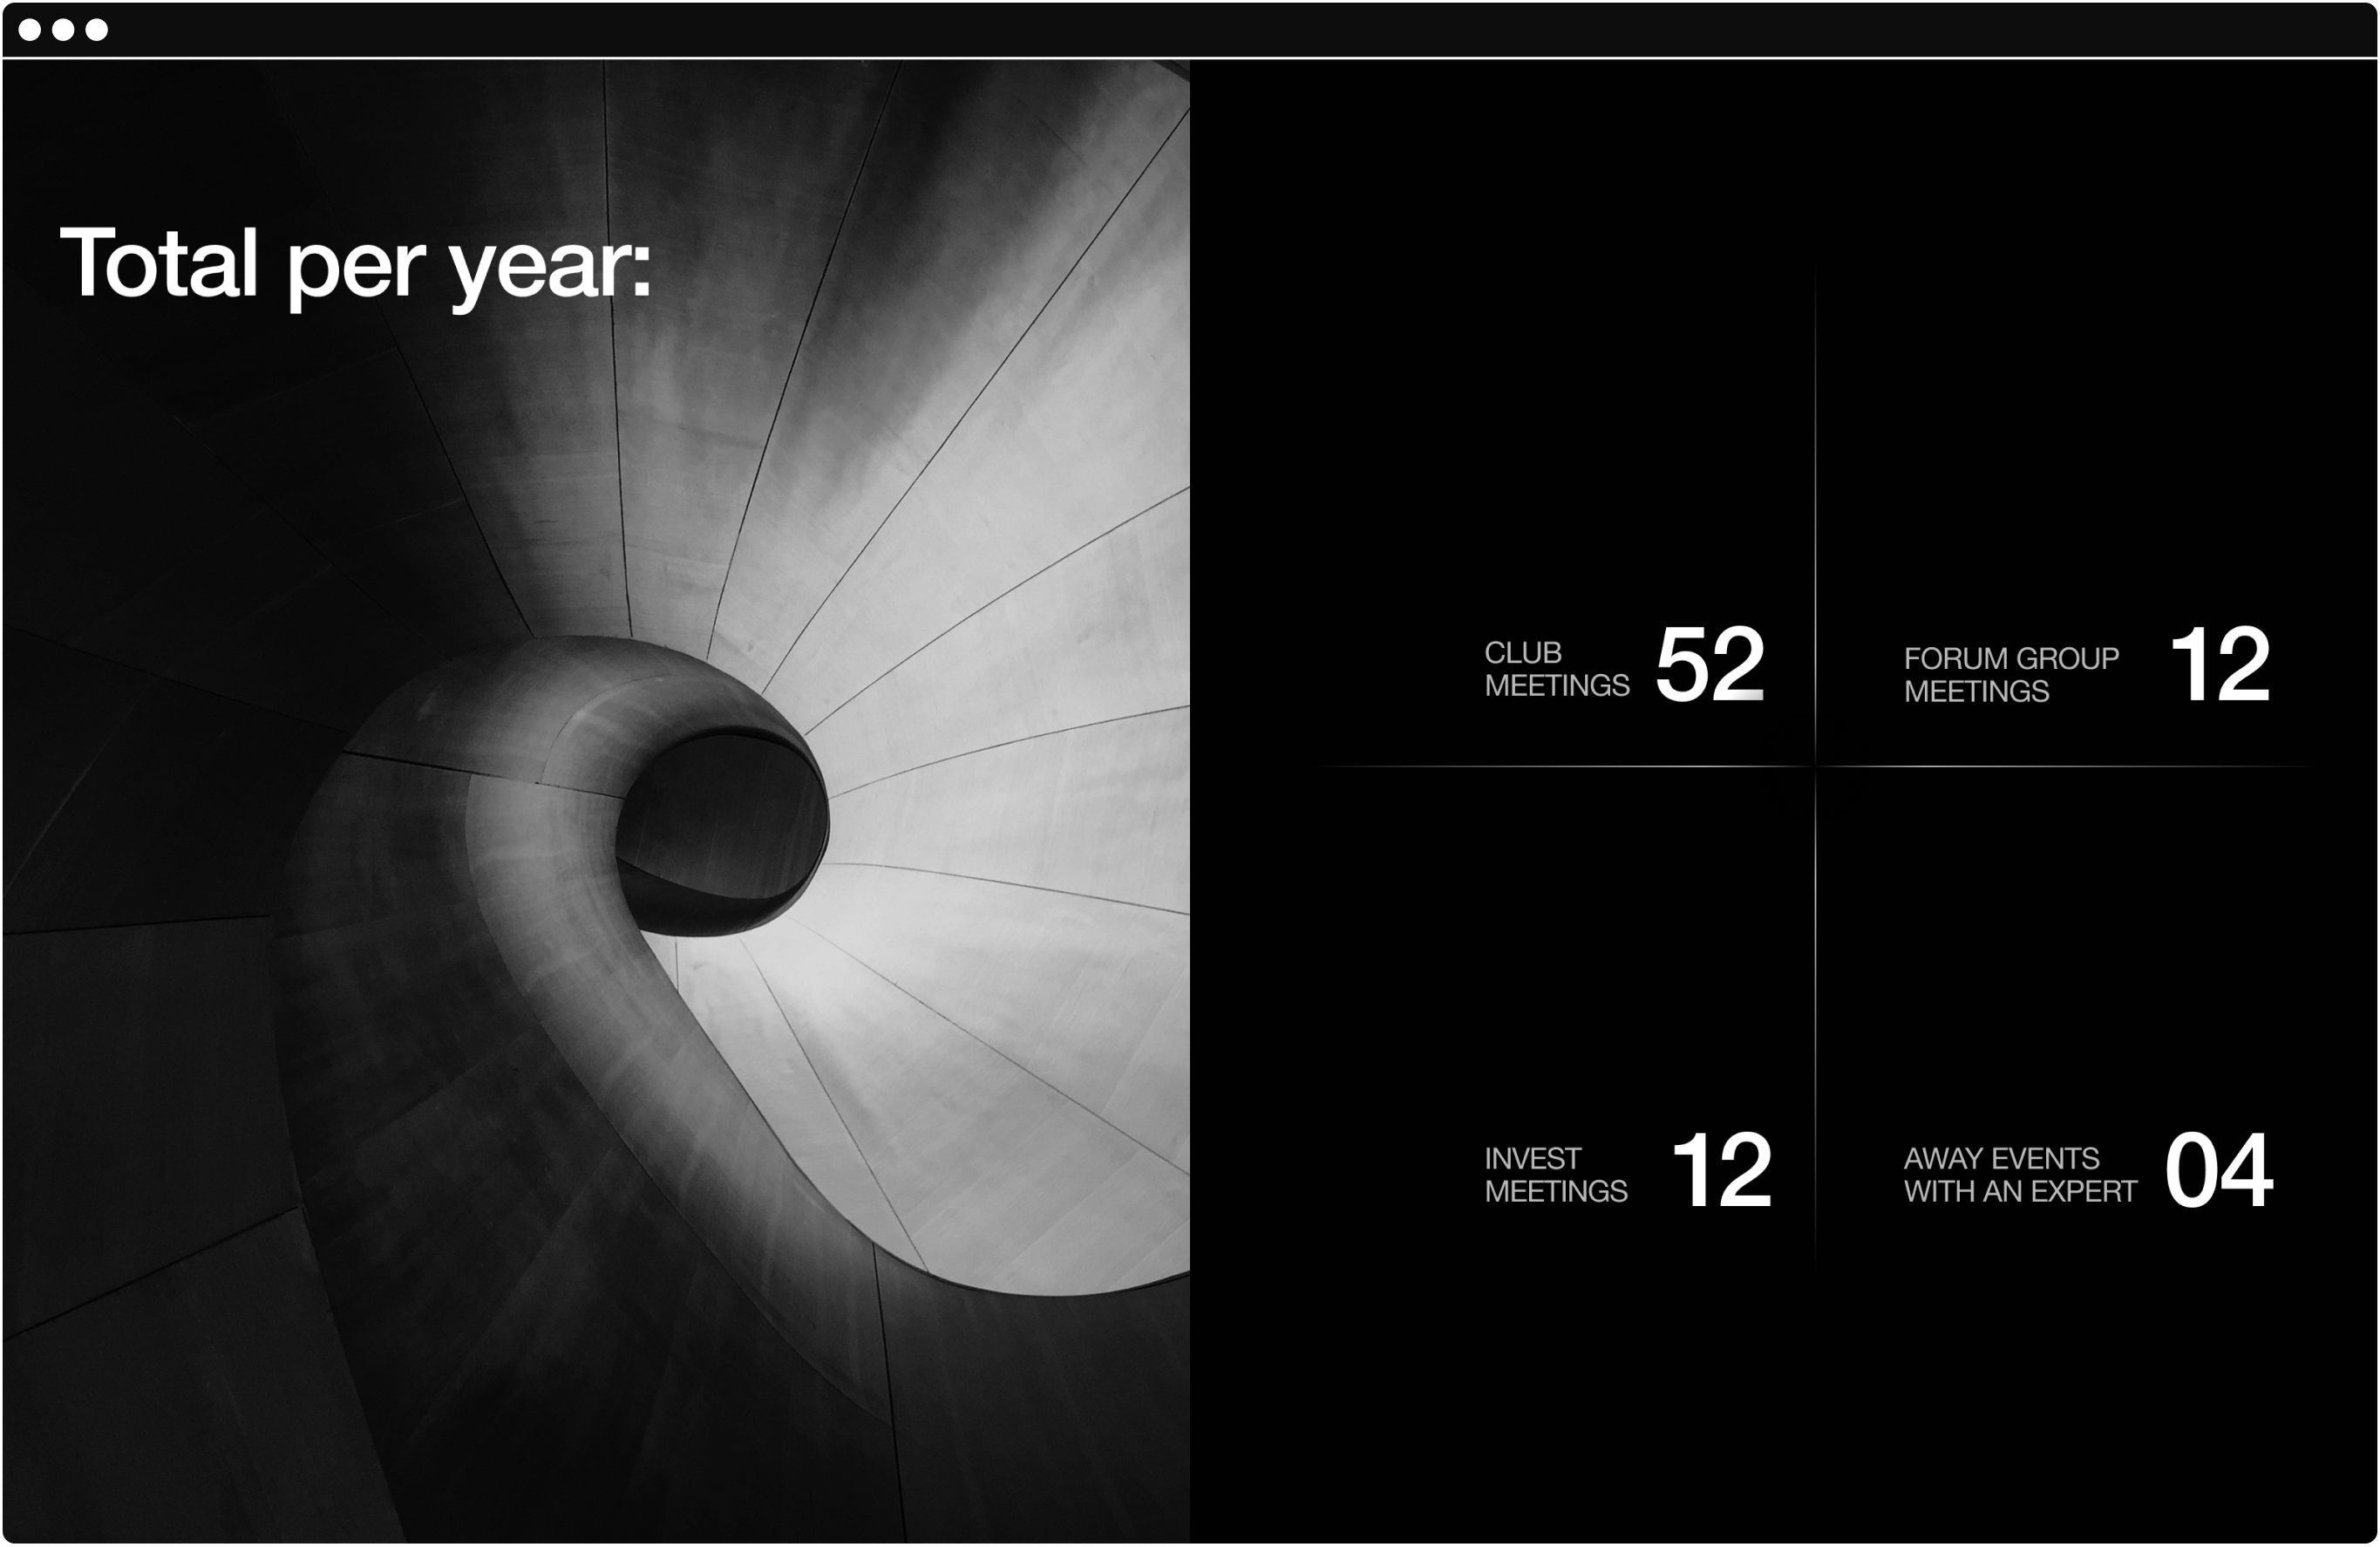 Total per year:
CLUB
MEETINGS
52
FORUM GROUP
MEETINGS
12
INVEST
MEETINGS
12
AWAY EVENTS
WITH AN EXPERT
04